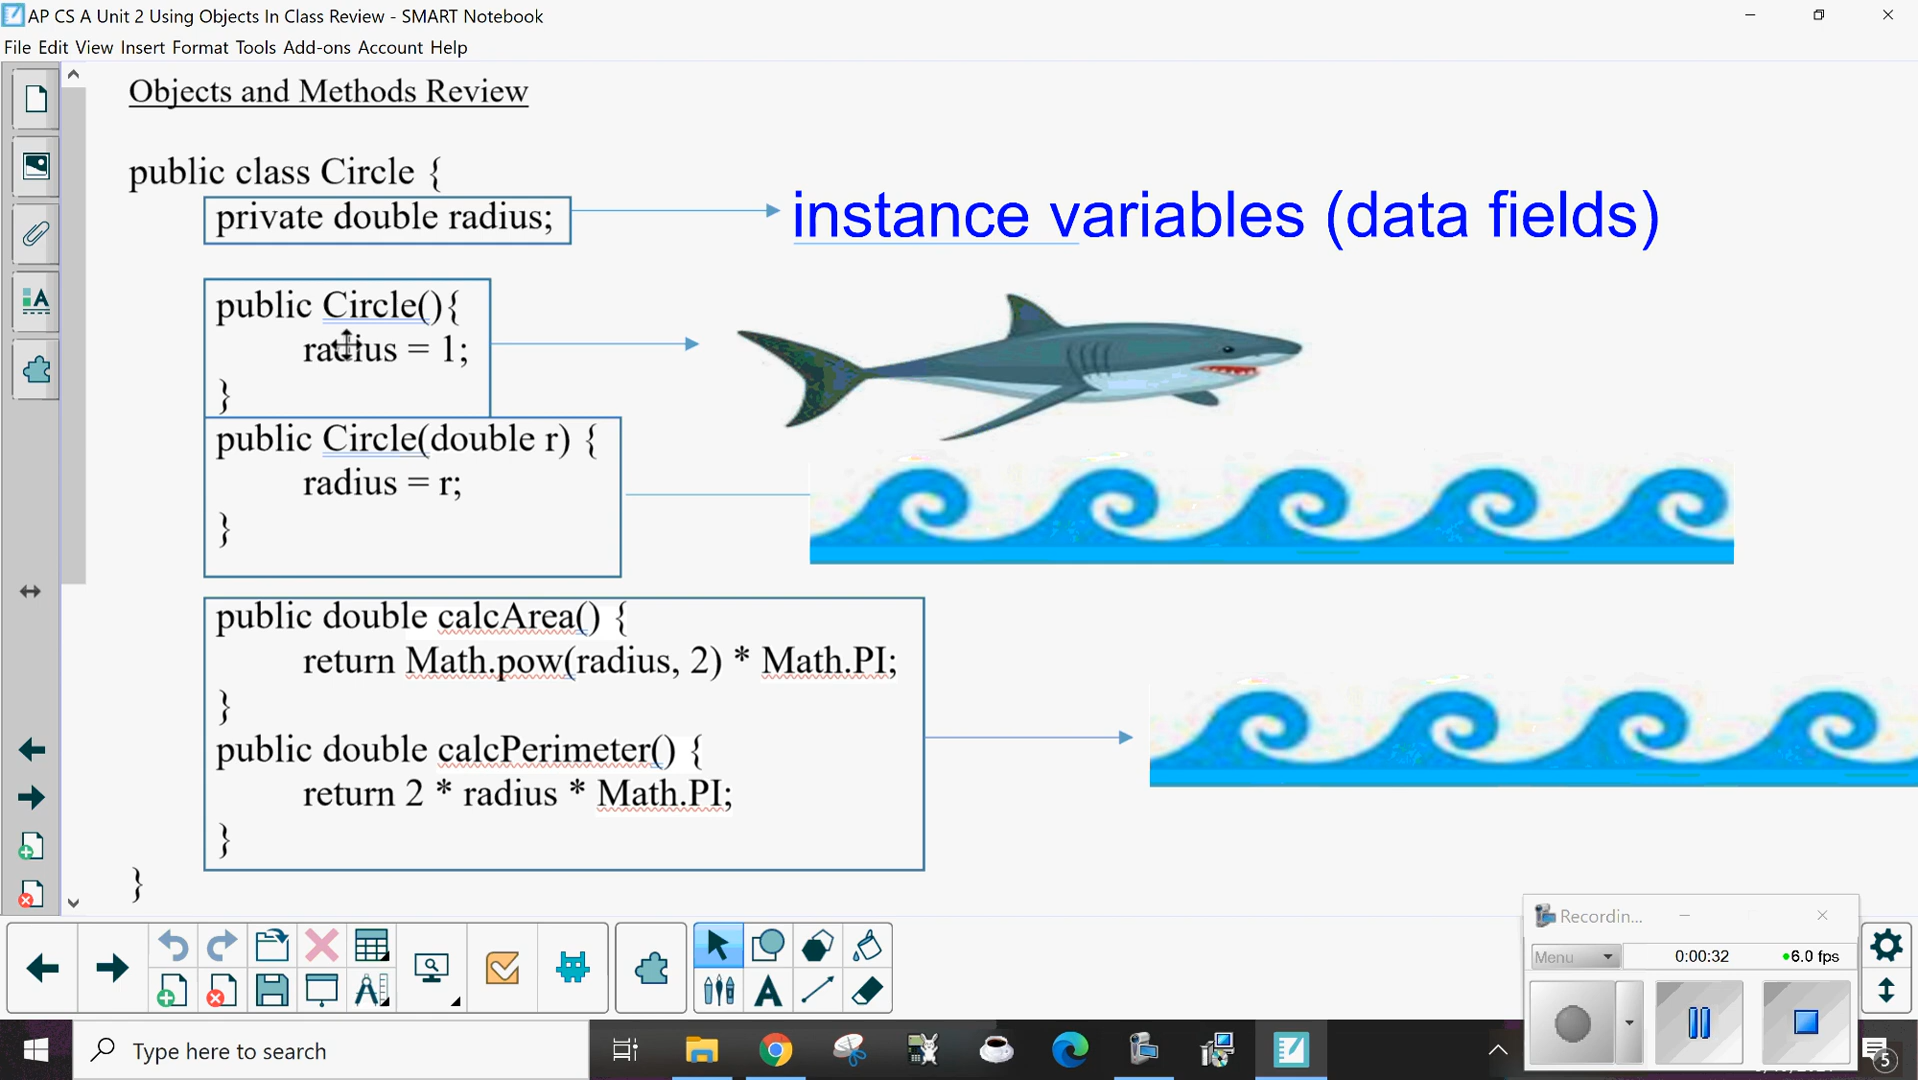 AP CS A Unit 2 Using Objects In Class Review - SMART Notebook
File Edit View Insert Format Tools Add-ons Account Help
Objects and Methods Review
public class Circle {
private double radius;
instance variables (data fields)
public Circle(){
radius = 1;
}
public Circle(double r) {
radius = r;
}
public double calcArea() {
return Math.pow(radius, 2) * Math.PI;
}
public double calcPerimeter() {
return 2 * radius * Math.PI;
}
}
Recordin...
Menu
0:00:32
6.0 fps
Type here to search
5